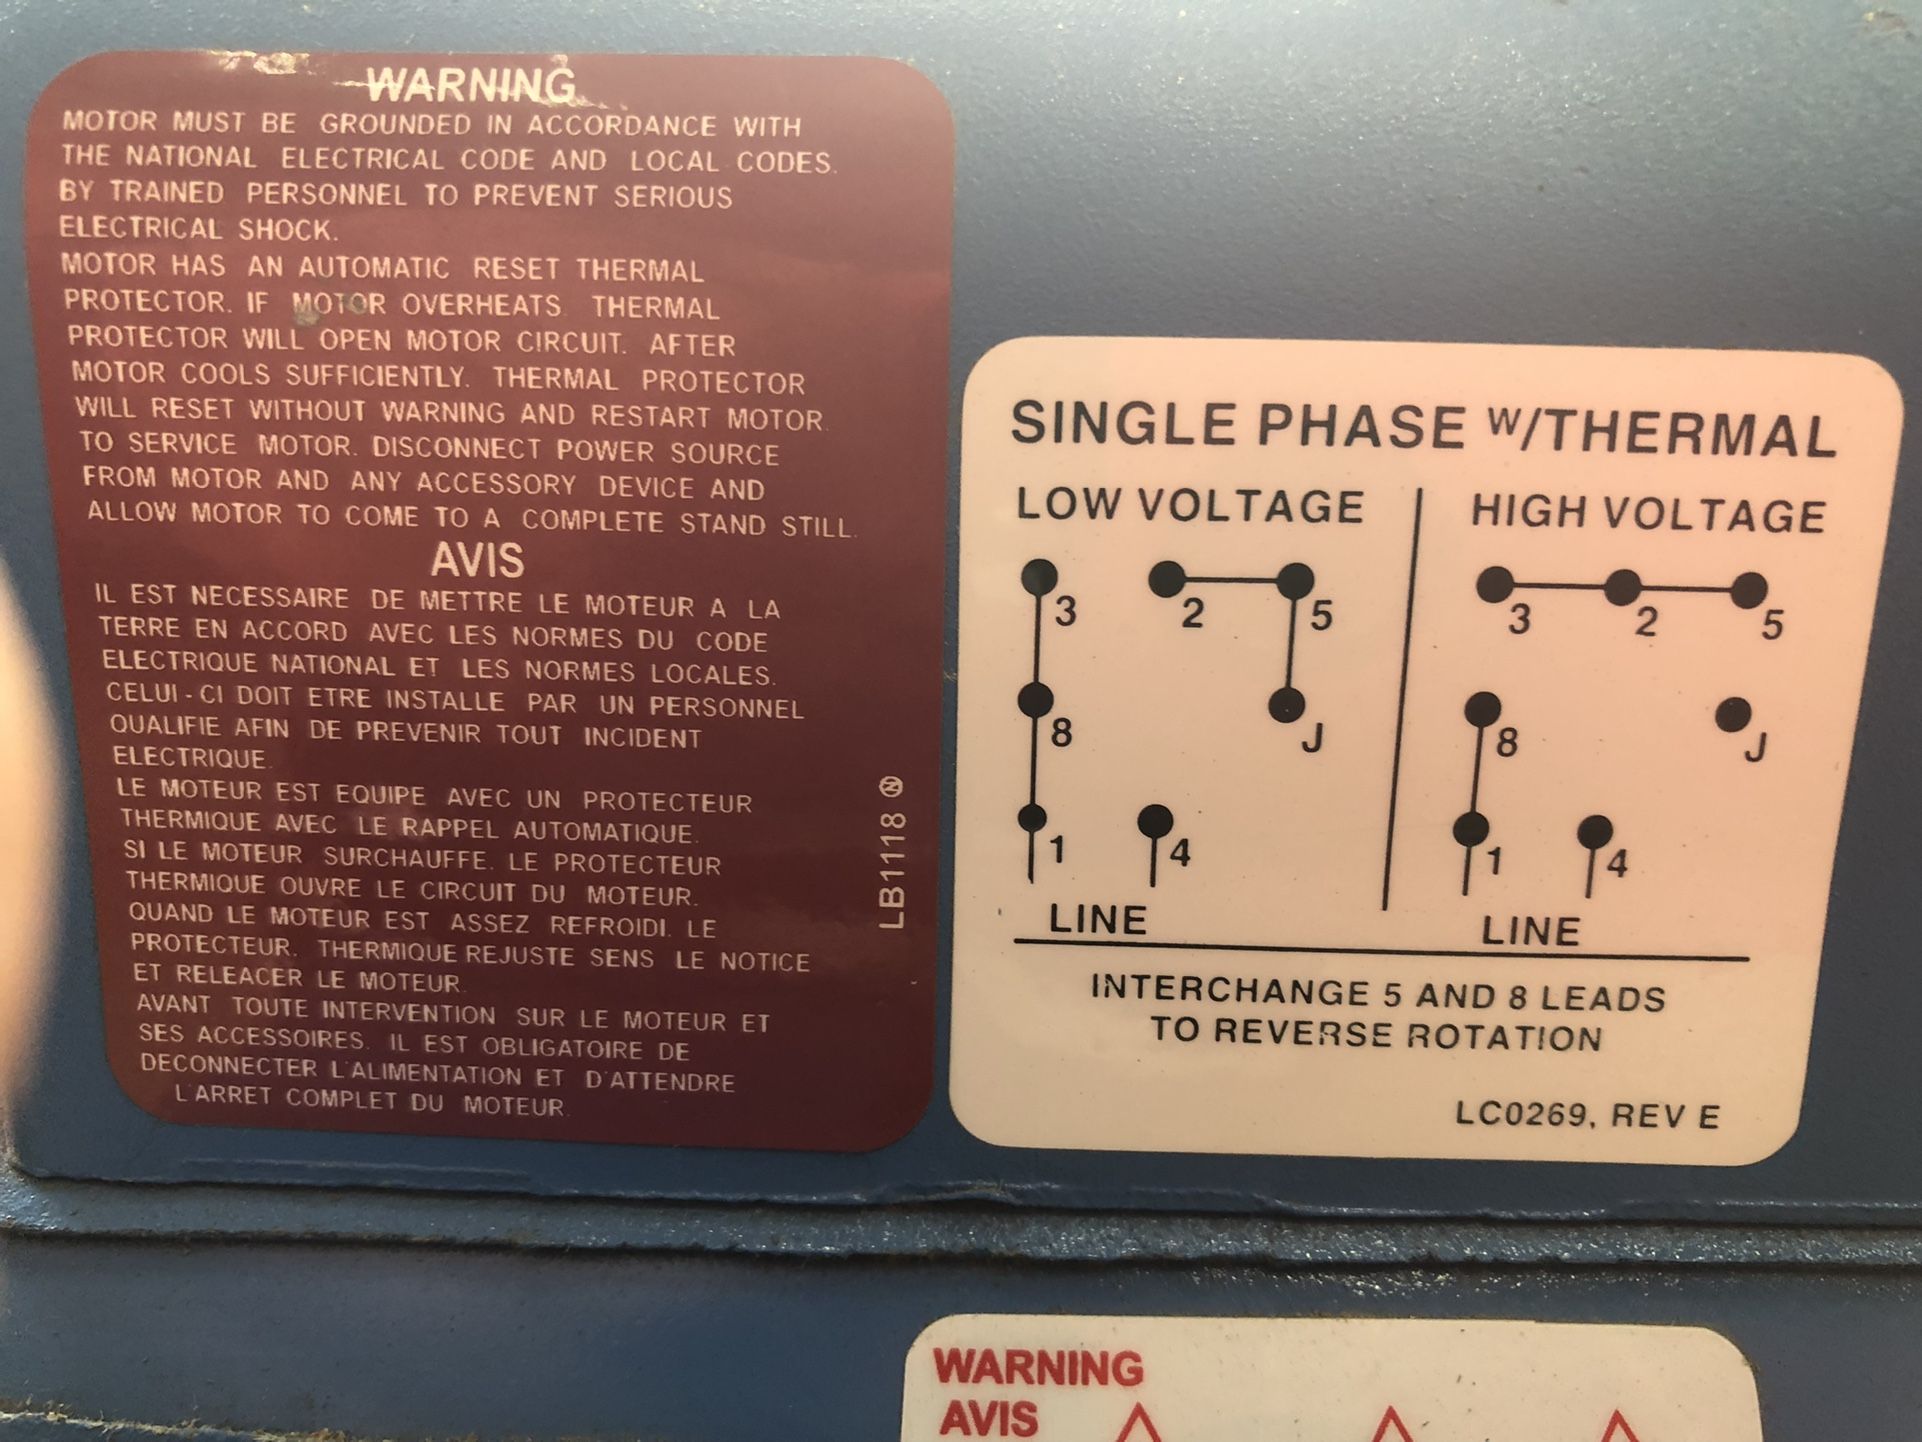 WARNING
MOTOR MUST BE GROUNDED IN ACCORDANCE WITH
THE NATIONAL ELECTRICAL CODE AND LOCAL CODES.
BY TRAINED PERSONNEL TO PREVENT SERIOUS
ELECTRICAL SHOCK.
MOTOR HAS AN AUTOMATIC RESET THERMAL
PROTECTOR. IF MOTOR OVERHEATS. THERMAL
PROTECTOR WILL OPEN MOTOR CIRCUIT. AFTER
MOTOR COOLS SUFFICIENTLY. THERMAL PROTECTOR
WILL RESET WITHOUT WARNING AND RESTART MOTOR.
TO SERVICE MOTOR. DISCONNECT POWER SOURCE
FROM MOTOR AND ANY ACCESSORY DEVICE AND
ALLOW MOTOR TO COME TO A COMPLETE STAND STILL.
AVIS
IL EST NECESSAIRE DE METTRE LE MOTEUR A LA
TERRE EN ACCORD AVEC LES NORMES DU CODE
ELECTRIQUE NATIONAL ET LES NORMES LOCALES.
CELUI-CI DOIT ETRE INSTALLE PAR UN PERSONNEL
QUALIFIE AFIN DE PREVENIR TOUT INCIDENT
ELECTRIQUE.
LE MOTEUR EST EQUIPE AVEC UN PROTECTEUR
THERMIQUE AVEC LE RAPPEL AUTOMATIQUE.
SI LE MOTEUR SURCHAUFFE. LE PROTECTEUR
THERMIQUE OUVRE LE CIRCUIT DU MOTEUR.
QUAND LE MOTEUR EST ASSEZ REFROIDI. LE
PROTECTEUR. THERMIQUE REJUSTE SENS LE NOTICE
ET RELEACER LE MOTEUR.
AVANT TOUTE INTERVENTION SUR LE MOTEUR ET
SES ACCESSOIRES. IL EST OBLIGATOIRE DE
DECONNECTER L'ALIMENTATION ET D'ATTENDRE
L'ARRET COMPLET DU MOTEUR.
LB1118 N
SINGLE PHASE W/THERMAL
LOW VOLTAGE
3 2 5
8 J
1 4
LINE
HIGH VOLTAGE
3 2 5
8 J
1 4
LINE
INTERCHANGE 5 AND 8 LEADS
TO REVERSE ROTATION
LC0269, REV E
WARNING
AVIS